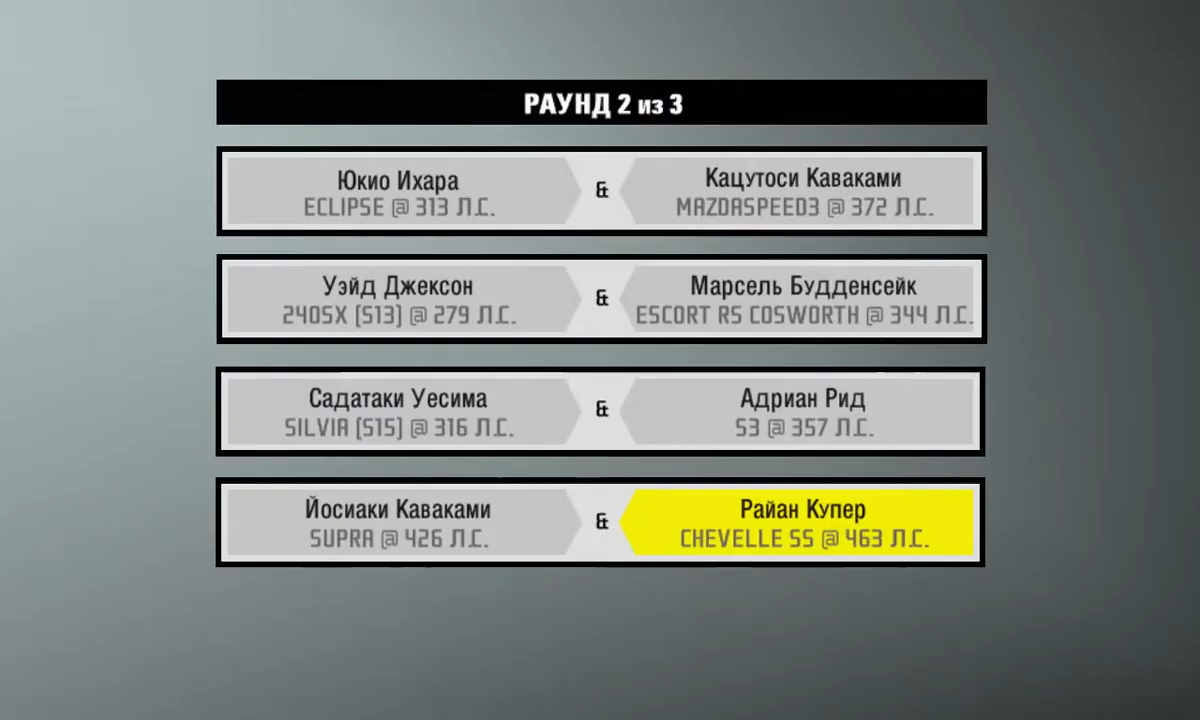 РАУНД 2 из 3
Юкио Ихара
ECLIPSE @ 313 Л.С.
&
Кацутоси Каваками
MAZDASPEED3 @ 372 Л.С.
Уэйд Джексон
240SX (S13) @ 279 Л.С.
&
Марсель Будденсейк
ESCORT RS COSWORTH @ 344 Л.С.
Садатаки Уесима
SILVIA (S15) @ 316 Л.С.
&
Адриан Рид
S3 @ 357 Л.С.
Йосиаки Каваками
SUPRA @ 426 Л.С.
&
Райан Купер
CHEVELLE SS @ 463 Л.С.